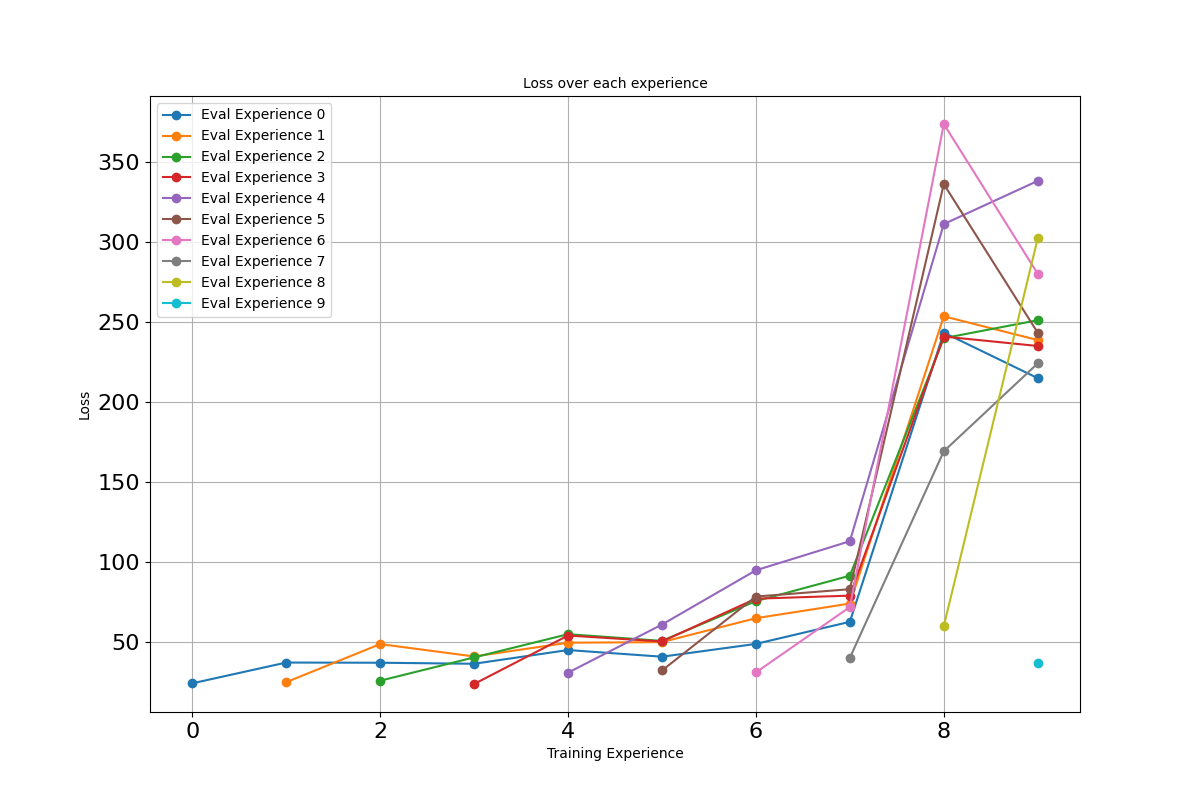 Loss over each experience
Eval Experience 0
Eval Experience 1
Eval Experience 2
Eval Experience 3
Eval Experience 4
Eval Experience 5
Eval Experience 6
Eval Experience 7
Eval Experience 8
Eval Experience 9
350
300
250
200
150
100
50
Loss
0 2 4 6 8
Training Experience